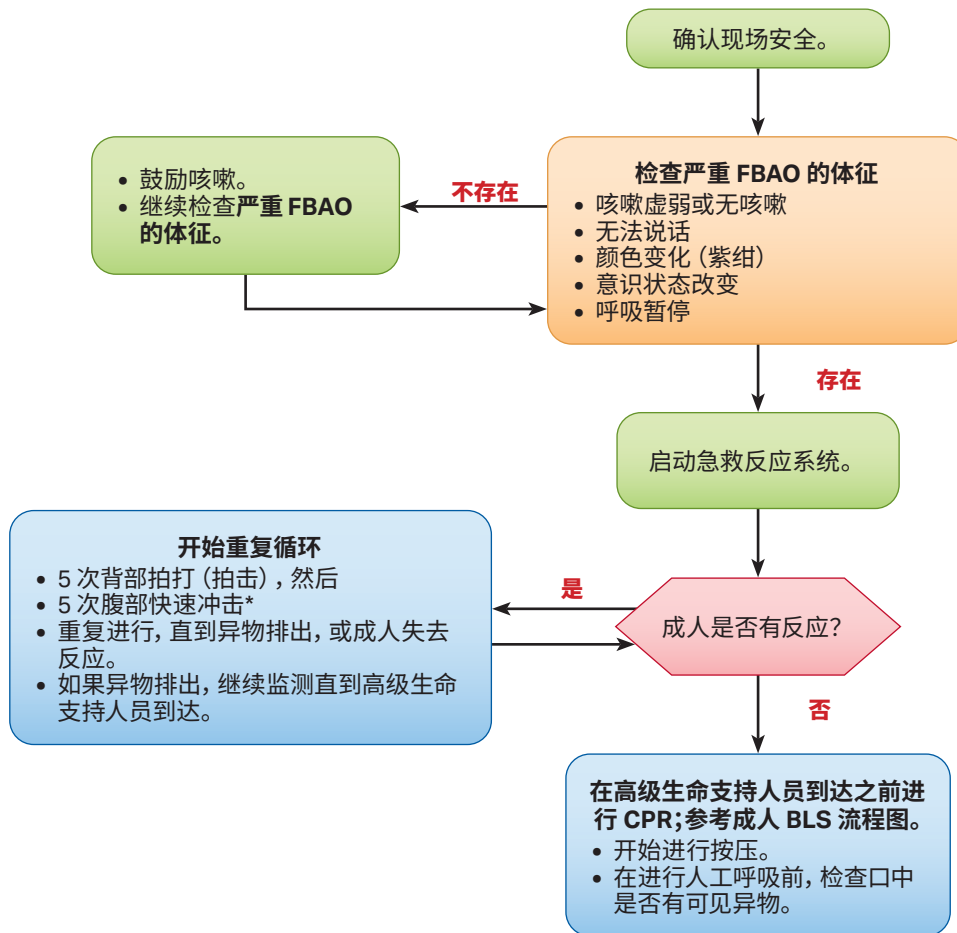 确认现场安全。
检查严重 FBAO 的体征
• 咳嗽虚弱或无咳嗽
• 无法说话
• 颜色变化（紫绀）
• 意识状态改变
• 呼吸暂停
不存在
• 鼓励咳嗽。
• 继续检查严重 FBAO
的体征。
存在
启动急救反应系统。
成人是否有反应？
是
开始重复循环
• 5 次背部拍打（拍击），然后
• 5 次腹部快速冲击*
• 重复进行，直到异物排出，或成人失去
反应。
• 如果异物排出，继续监测直到高级生命
支持人员到达。
否
在高级生命支持人员到达之前进
行 CPR；参考成人 BLS 流程图。
• 开始进行按压。
• 在进行人工呼吸前，检查口中
是否有可见异物。